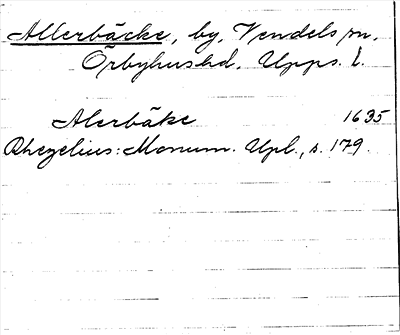 Allerbäcke, by, Vendels sn,
Örbyhus hd, Upps. l.
Alerbäke 1635
Rhezelius: Monum. Upl., s. 179.